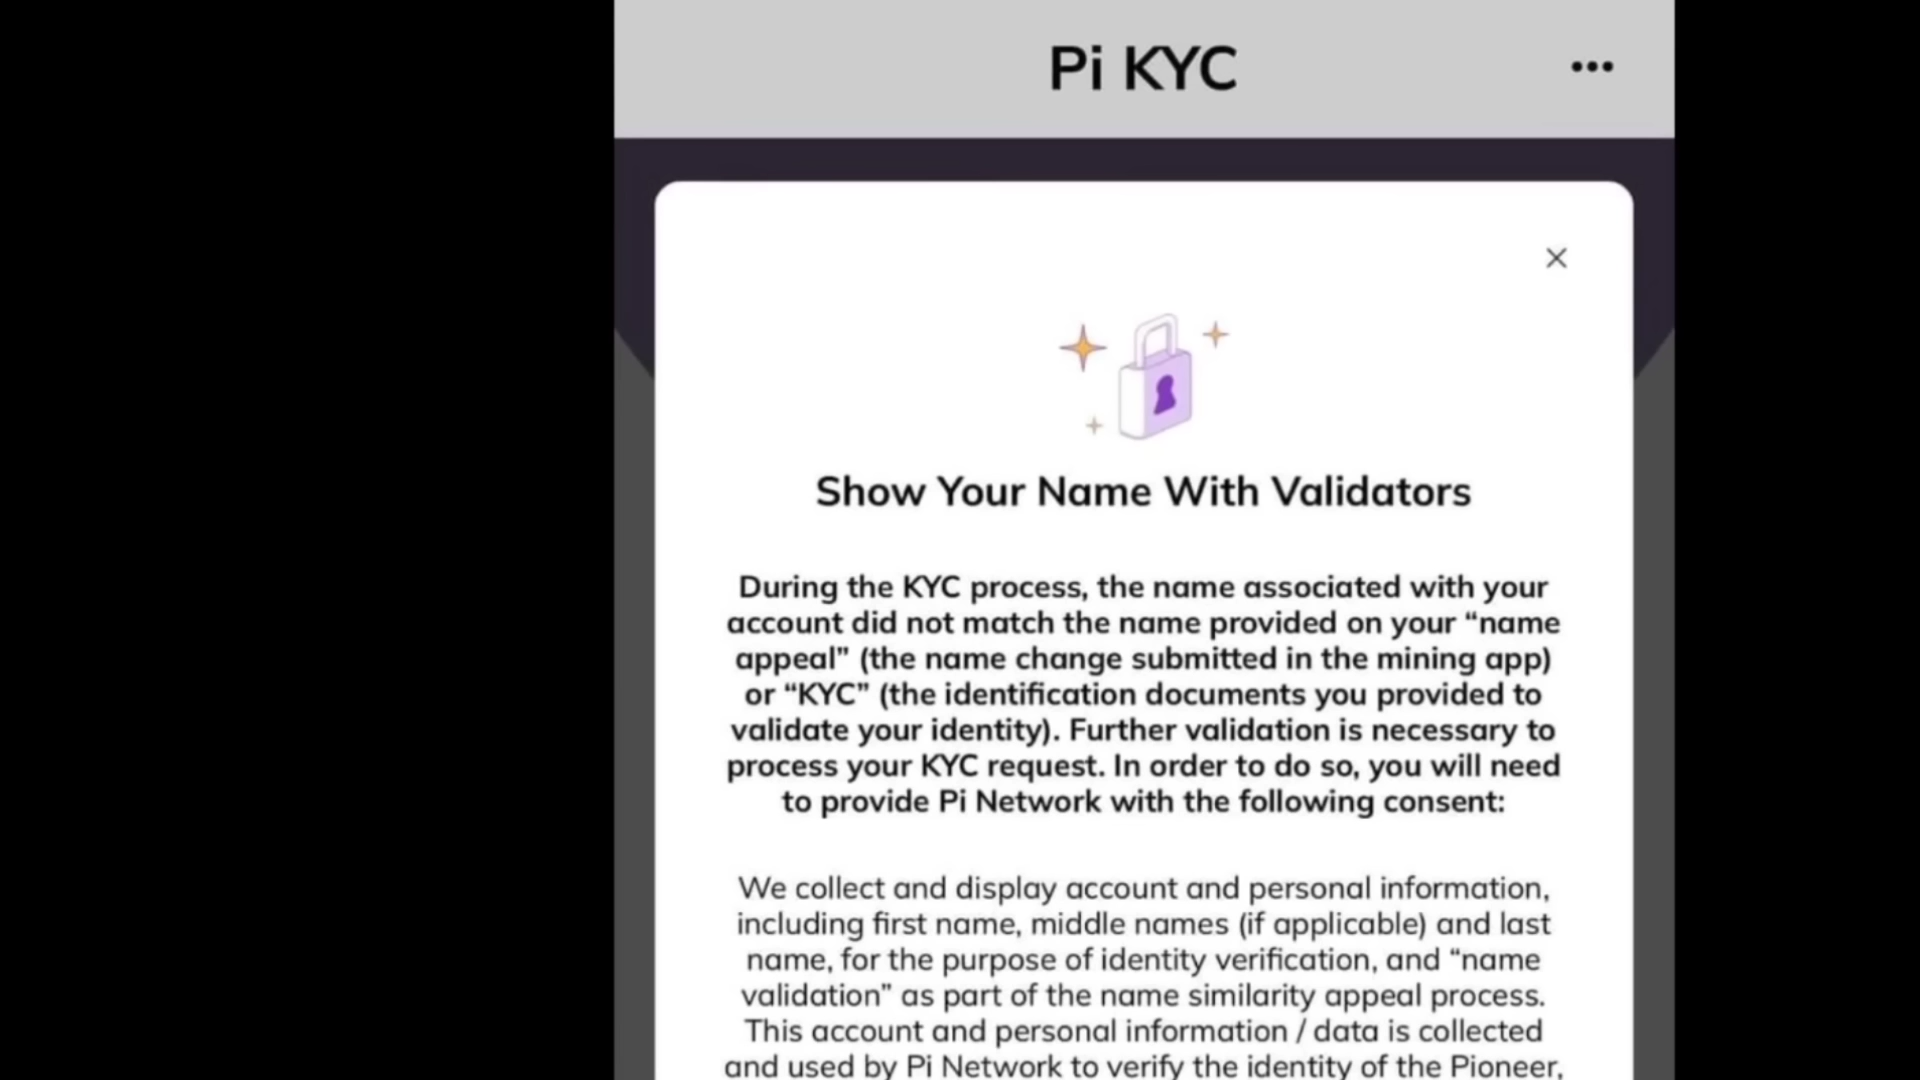 Pi KYC
Show Your Name With Validators
During the KYC process, the name associated with your
account did not match the name provided on your “name
appeal” (the name change submitted in the mining app)
or “KYC” (the identification documents you provided to
validate your identity). Further validation is necessary to
process your KYC request. In order to do so, you will need
to provide Pi Network with the following consent:
We collect and display account and personal information,
including first name, middle names (if applicable) and last
name, for the purpose of identity verification, and “name
validation” as part of the name similarity appeal process.
This account and personal information / data is collected
and used by Pi Network to verify the identity of the Pioneer,